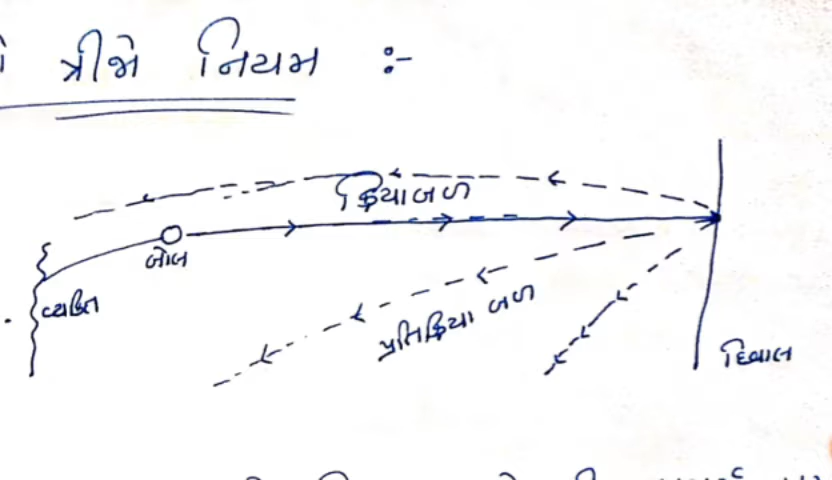 ત્રીજો નિયમ :-
ક્રિયાબળ
બોલ
વ્યક્તિ
પ્રતિક્રિયા બળ
દિવાલ